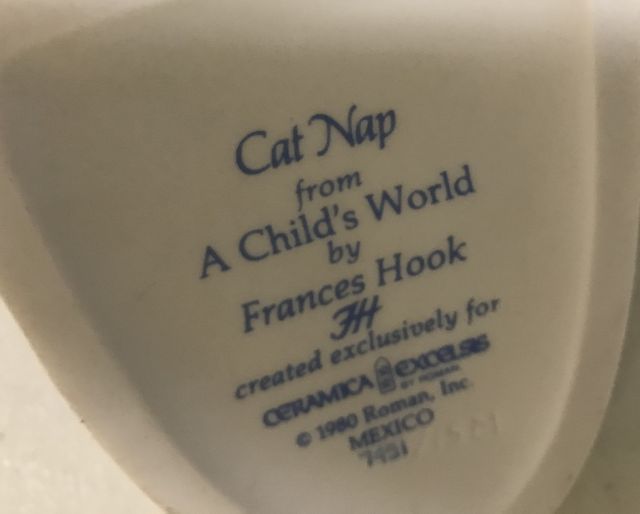 Cat Nap
from
A Child's World
by
Frances Hook
FH
created exclusively for
CERAMICA EXCELSIS
BY ROMAN
© 1980 Roman, Inc.
MEXICO